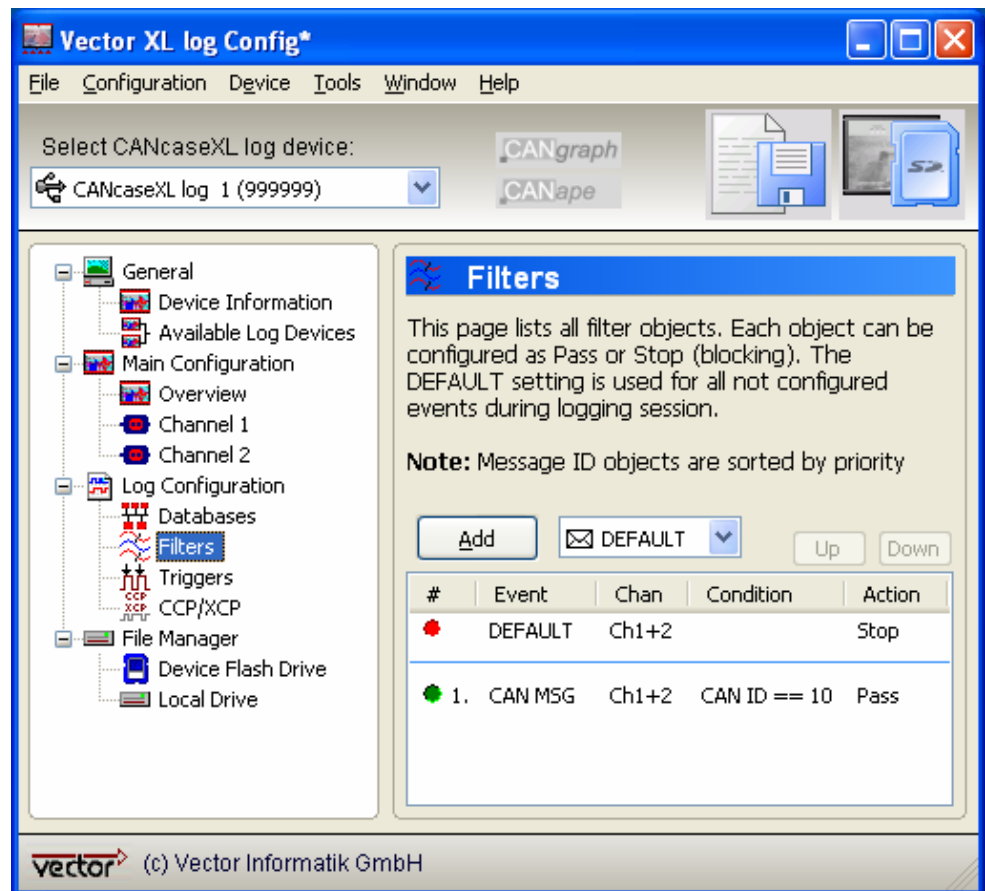 Vector XL log Config*
File Configuration Device Tools Window Help
Select CANcaseXL log device:
CANcaseXL log 1 (999999)
CANgraph
CANape
SD
General
Device Information
Available Log Devices
Main Configuration
Overview
Channel 1
Channel 2
Log Configuration
Databases
Filters
Triggers
CCP/XCP
File Manager
Device Flash Drive
Local Drive
Filters
This page lists all filter objects. Each object can be
configured as Pass or Stop (blocking). The
DEFAULT setting is used for all not configured
events during logging session.
Note: Message ID objects are sorted by priority
Add DEFAULT Up Down
# Event Chan Condition Action
DEFAULT Ch1+2 Stop
1. CAN MSG Ch1+2 CAN ID == 10 Pass
vector (c) Vector Informatik GmbH